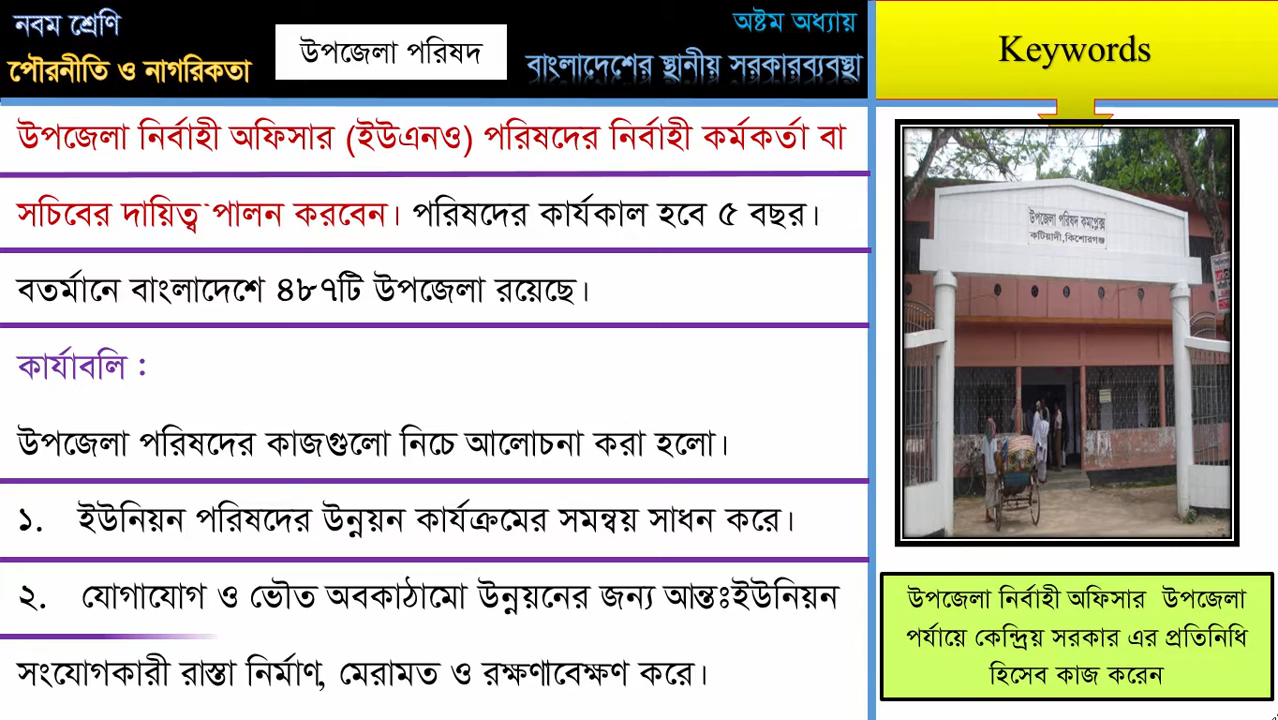 নবম শ্রেণি
পৌরনীতি ও নাগরিকতা
উপজেলা পরিষদ
অষ্টম অধ্যায়
বাংলাদেশের স্থানীয় সরকারব্যবস্থা
Keywords
উপজেলা নির্বাহী অফিসার (ইউএনও) পরিষদের নির্বাহী কর্মকর্তা বা
সচিবের দায়িত্ব পালন করবেন। পরিষদের কার্যকাল হবে ৫ বছর।
বতর্মানে বাংলাদেশে ৪৮৭টি উপজেলা রয়েছে।
কার্যাবলি :
উপজেলা পরিষদের কাজগুলো নিচে আলোচনা করা হলো।
১. ইউনিয়ন পরিষদের উন্নয়ন কার্যক্রমের সমন্বয় সাধন করে।
২. যোগাযোগ ও ভৌত অবকাঠামো উন্নয়নের জন্য আন্তঃইউনিয়ন
সংযোগকারী রাস্তা নির্মাণ, মেরামত ও রক্ষণাবেক্ষণ করে।
উপজেলা পরিষদ কমপ্লেক্স
কটিয়াদী,কিশোরগঞ্জ
উপজেলা নির্বাহী অফিসার উপজেলা
পর্যায়ে কেন্দ্রিয় সরকার এর প্রতিনিধি
হিসেব কাজ করেন